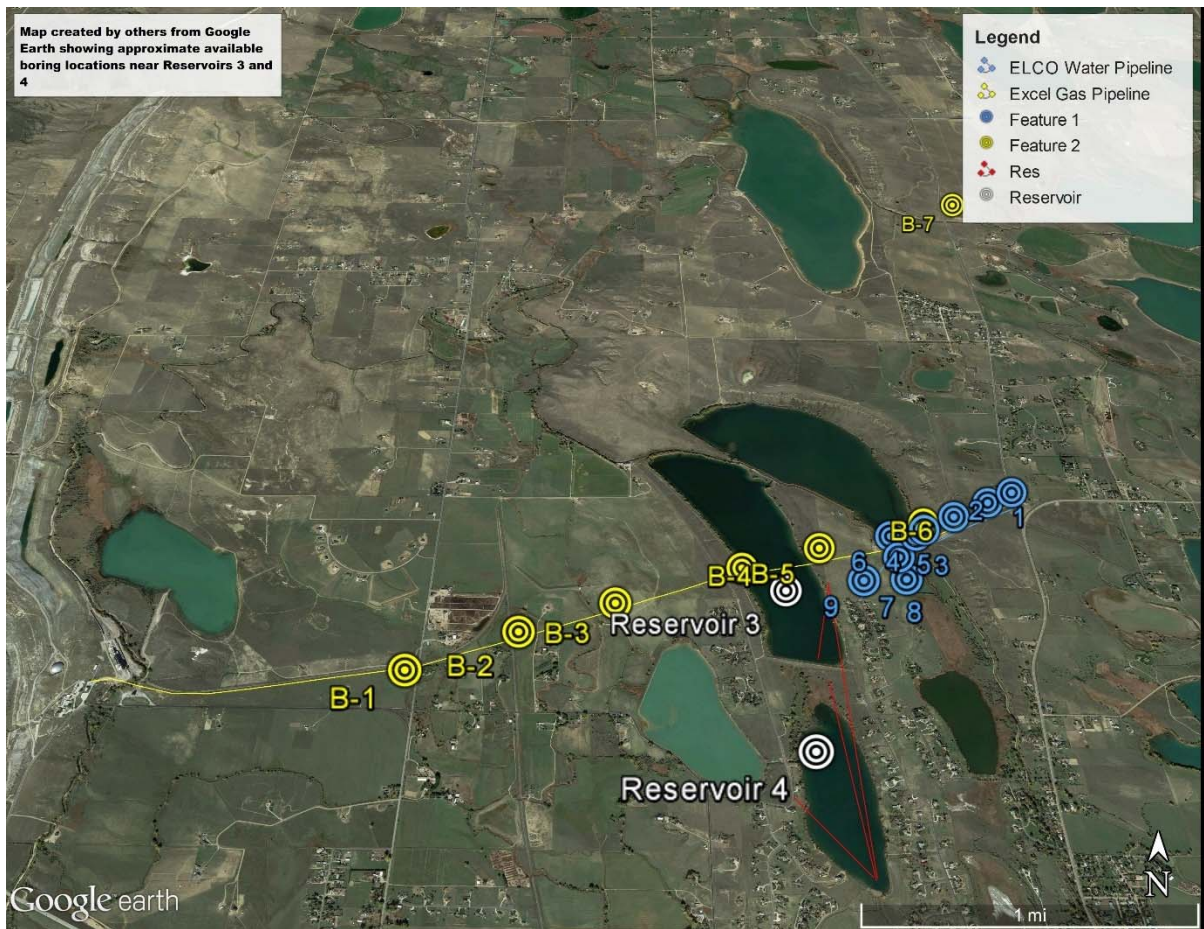 Map created by others from Google
Earth showing approximate available
boring locations near Reservoirs 3 and
4
Legend
ELCO Water Pipeline
Excel Gas Pipeline
Feature 1
Feature 2
Res
Reservoir
B-7
B-6
2
1
B-4
B-5
6
4
5
3
9
7
8
Reservoir 3
B-3
B-2
B-1
Reservoir 4
N
Google earth
1 mi